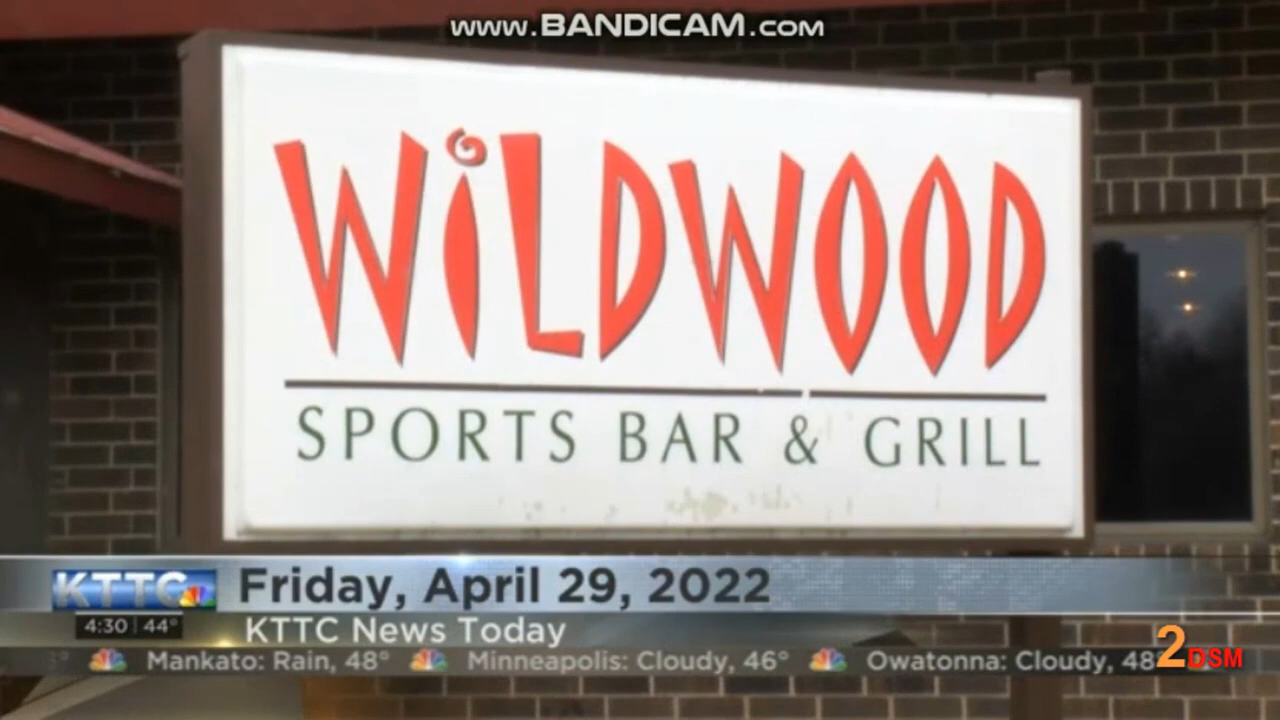 www.BANDICAM.com
WiLDWOOD
SPORTS BAR & GRILL
KTTC Friday, April 29, 2022
4:30 44° KTTC News Today
Mankato: Rain, 48° Minneapolis: Cloudy, 46° Owatonna: Cloudy, 48
2DSM